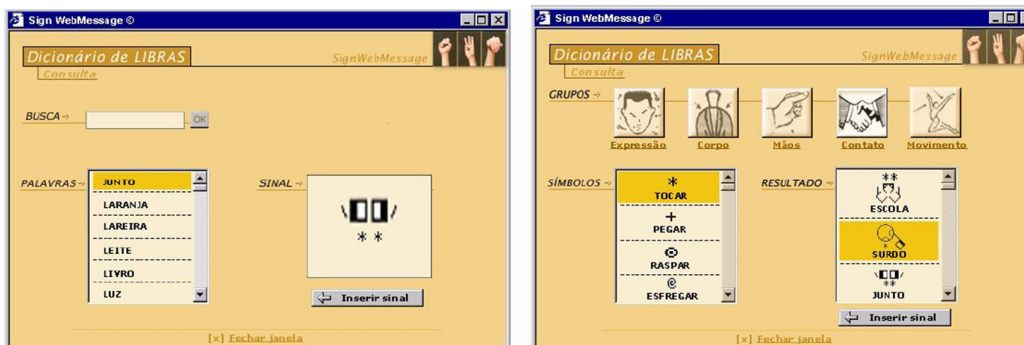 Sign WebMessage ©
Dicionário de LIBRAS
SignWebMessage
Consulta
BUSCA
OK
PALAVRAS
JUNTO
LARANJA
LAREIRA
LEITE
LIVRO
LUZ
SINAL
* *
Inserir sinal
[x] Fechar janela
Sign WebMessage ©
Dicionário de LIBRAS
SignWebMessage
Consulta
GRUPOS
Expressão Corpo Mãos Contato Movimento
SÍMBOLOS
*
TOCAR
+
PEGAR
RASPAR
@
ESFREGAR
RESULTADO
**
ESCOLA
*
SURDO
**
JUNTO
Inserir sinal
[x] Fechar janela